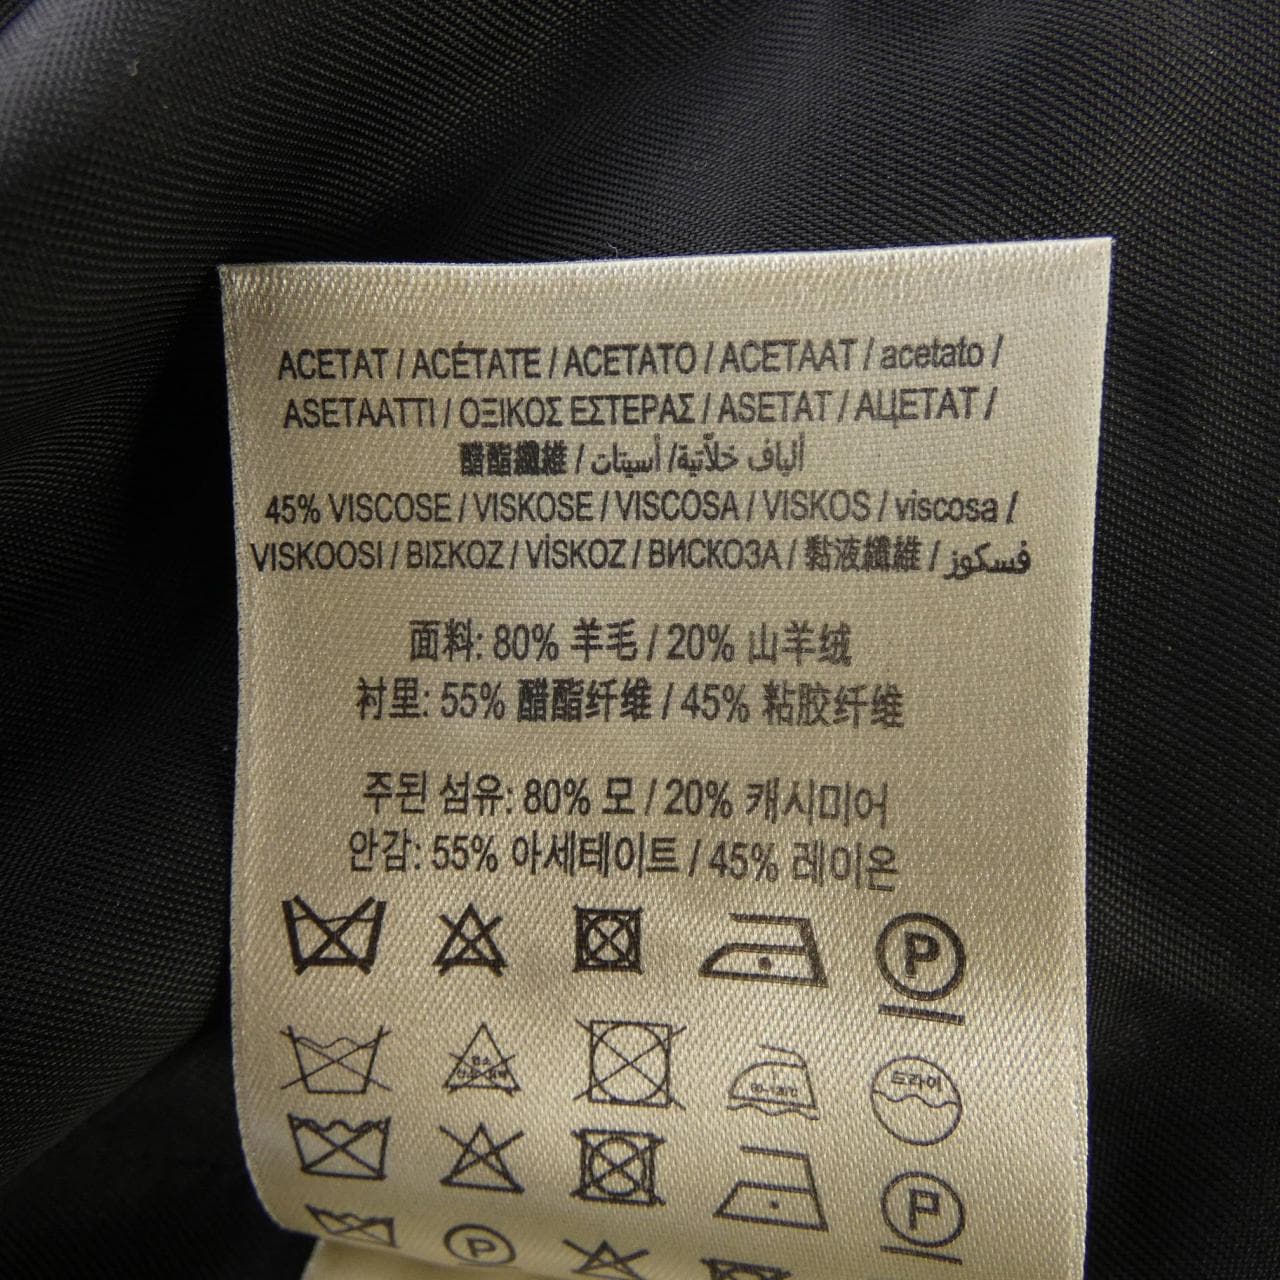 ACETAT / ACÉTATE / ACETATO / ACETAAT / acetato /
ASETAATTI / ΟΞΙΚΟΣ ΕΣΤΕΡΑΣ / ASETAT / АЦЕТАТ /
醋酯纖維 / ألياف خلاّتية/ أسيتات
45% VISCOSE / VISKOSE / VISCOSA / VISKOS / viscosa /
VISKOOSI / ΒΙΣΚΟΖ / VİSKOZ / ВИСКОЗА / 黏液纖維 / فسكوز
面料: 80% 羊毛 / 20% 山羊绒
衬里: 55% 醋酯纤维 / 45% 粘胶纤维
주된 섬유: 80% 모 / 20% 캐시미어
안감: 55% 아세테이트 / 45% 레이온
P
드라이
P
P